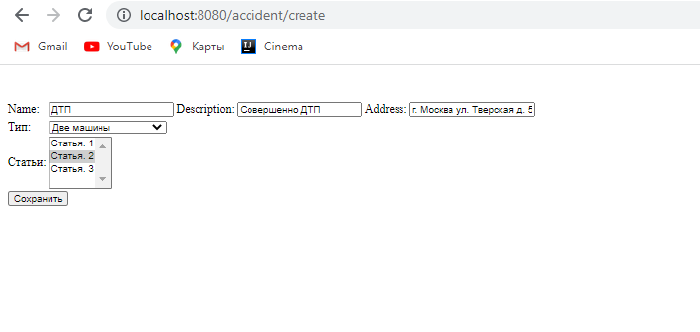 localhost:8080/accident/create
Gmail YouTube Карты Cinema
Name: ДТП Description: Совершенно ДТП Address: г. Москва ул. Тверская д. 5
Тип: Две машины
Статья. 1
Статьи: Статья. 2
Статья. 3
Сохранить